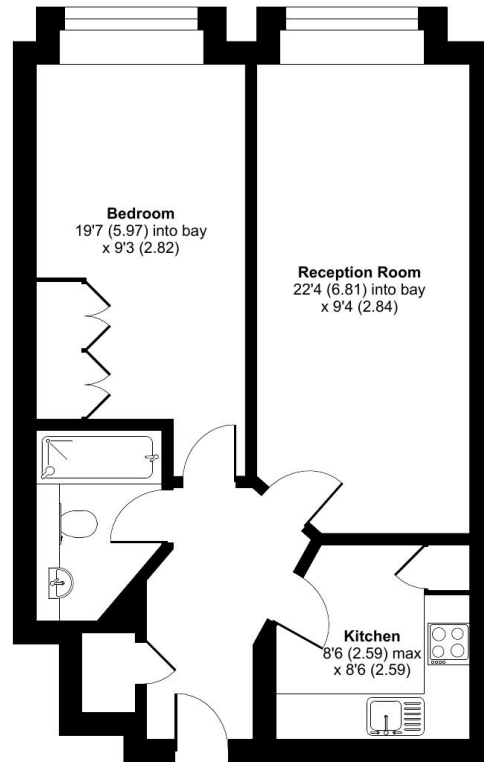 Bedroom
19'7 (5.97) into bay
x 9'3 (2.82)
Reception Room
22'4 (6.81) into bay
x 9'4 (2.84)
Kitchen
8'6 (2.59) max
x 8'6 (2.59)